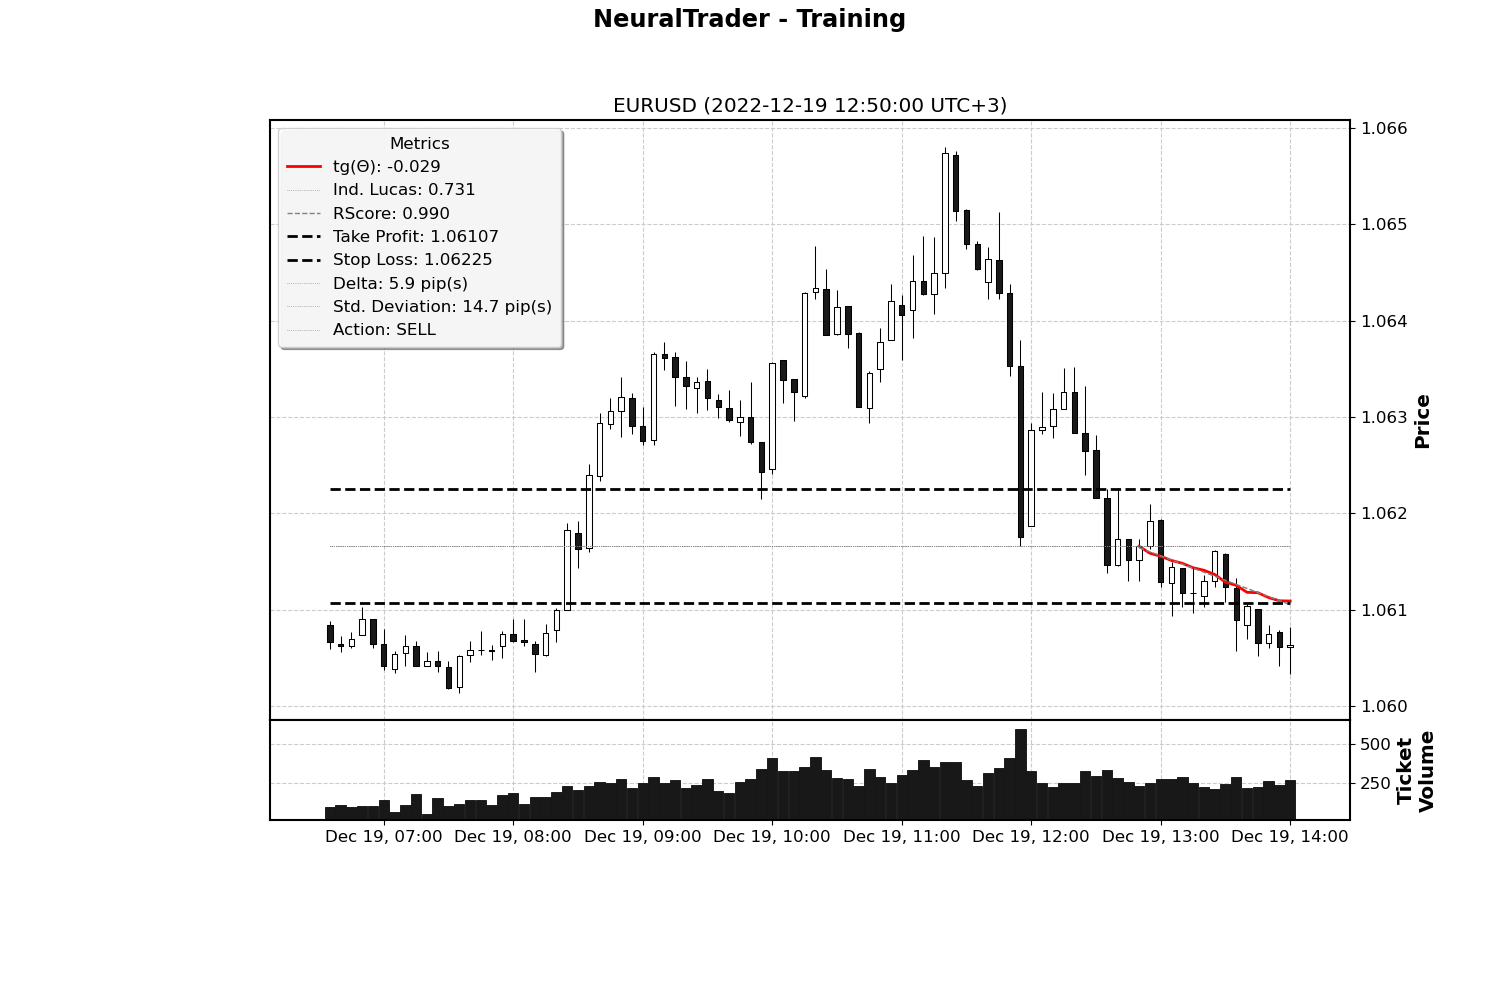 NeuralTrader - Training
EURUSD (2022-12-19 12:50:00 UTC+3)
Metrics
tg(Θ): -0.029
Ind. Lucas: 0.731
RScore: 0.990
Take Profit: 1.06107
Stop Loss: 1.06225
Delta: 5.9 pip(s)
Std. Deviation: 14.7 pip(s)
Action: SELL
1.066
1.065
1.064
1.063
1.062
1.061
1.060
Price
500
250
Ticket
Volume
Dec 19, 07:00 Dec 19, 08:00 Dec 19, 09:00 Dec 19, 10:00 Dec 19, 11:00 Dec 19, 12:00 Dec 19, 13:00 Dec 19, 14:00